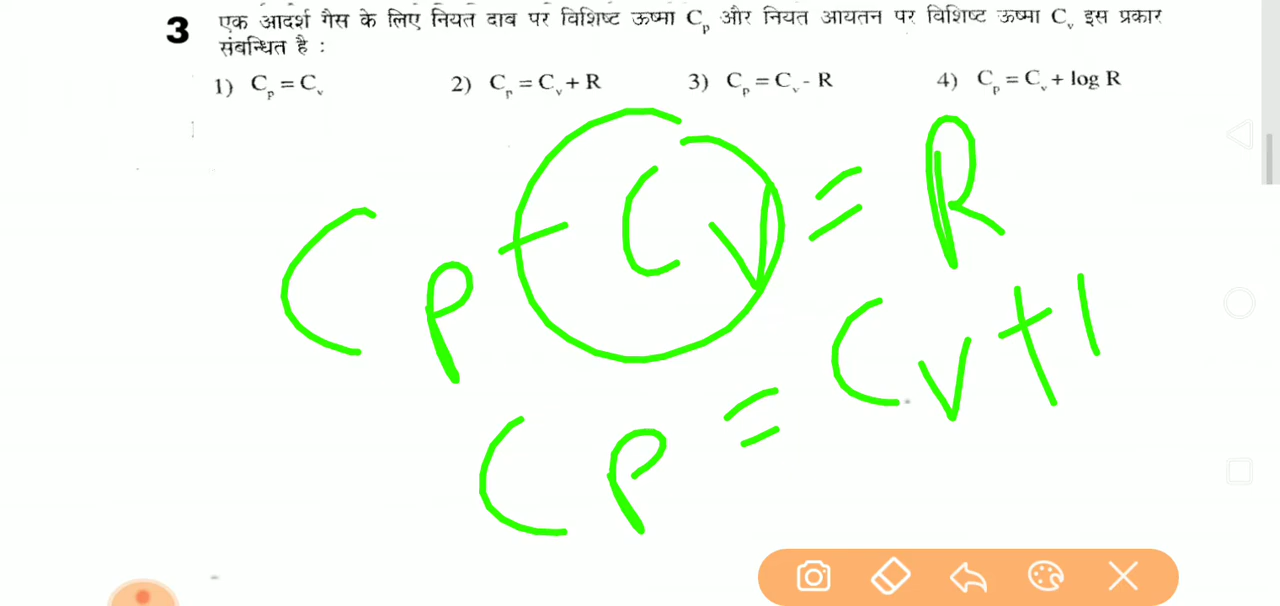 3 एक आदर्श गैस के लिए नियत दाब पर विशिष्ट ऊष्मा Cp और नियत आयतन पर विशिष्ट ऊष्मा Cv इस प्रकार
संबन्धित है :
1) Cp = Cv 2) Cp = Cv + R 3) Cp = Cv - R 4) Cp = Cv + log R
Cp - Cv = R
Cp = Cv + l